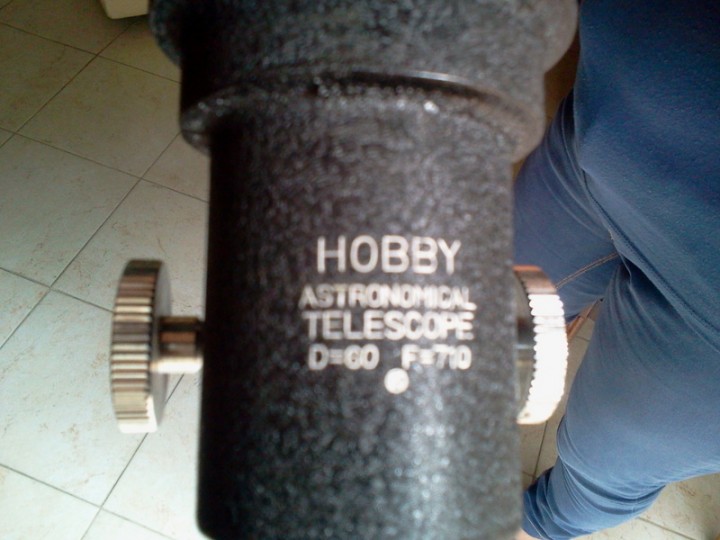 HOBBY
ASTRONOMICAL
TELESCOPE
D=60 F=710